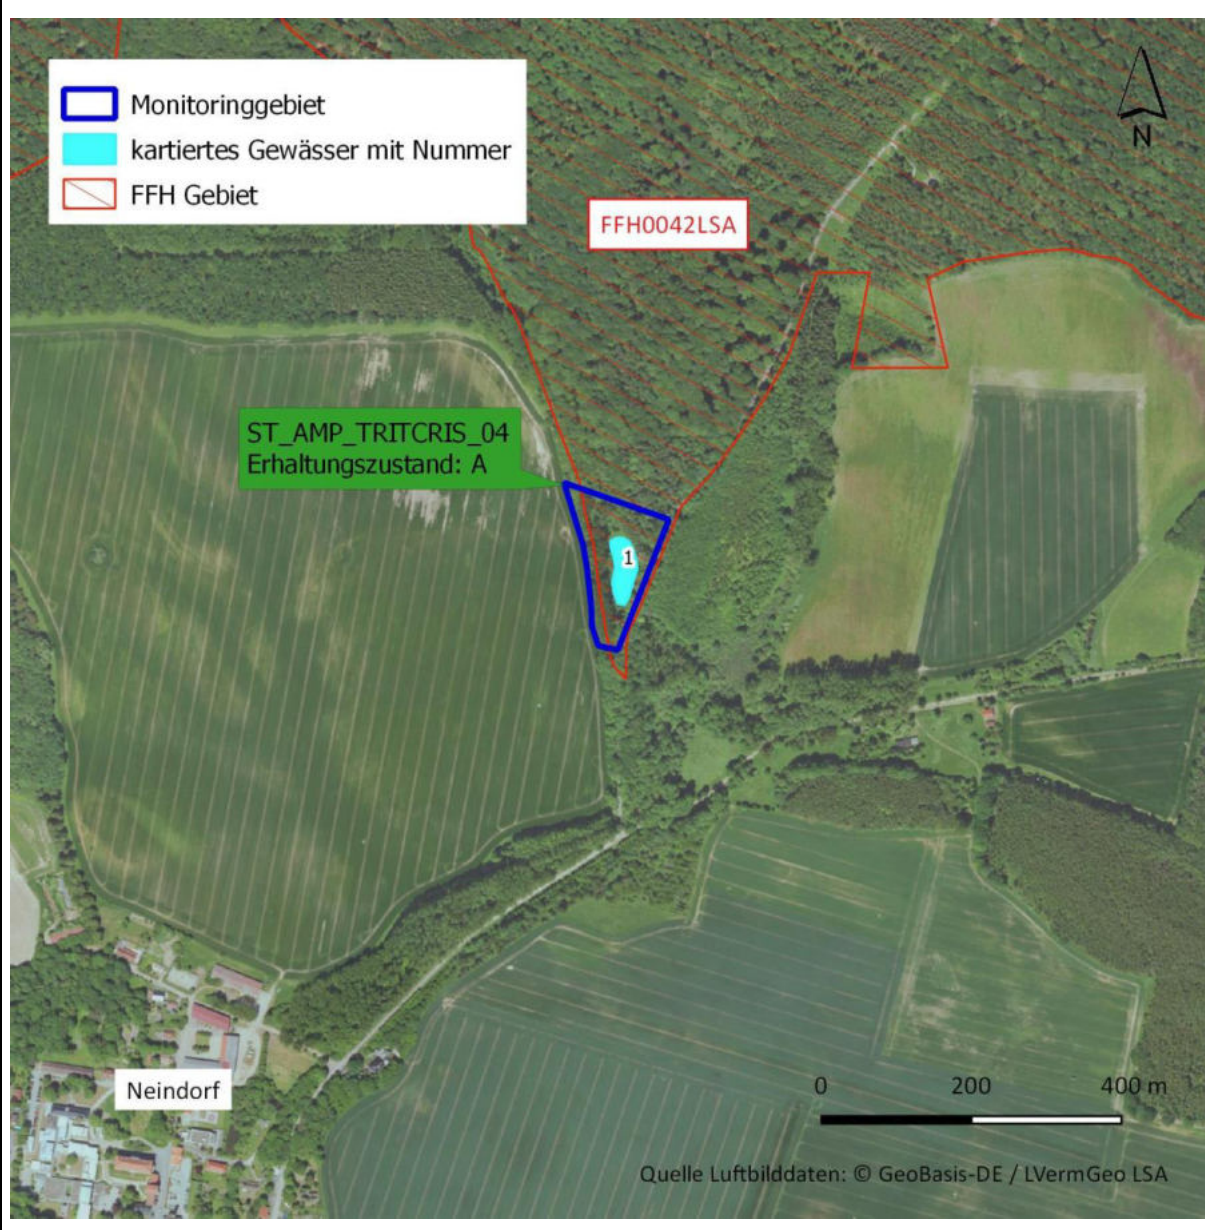 Monitoringgebiet
kartiertes Gewässer mit Nummer
FFH Gebiet
N
FFH0042LSA
ST_AMP_TRITCRIS_04
Erhaltungszustand: A
1
Neindorf
0 200 400 m
Quelle Luftbilddaten: © GeoBasis-DE / LVermGeo LSA